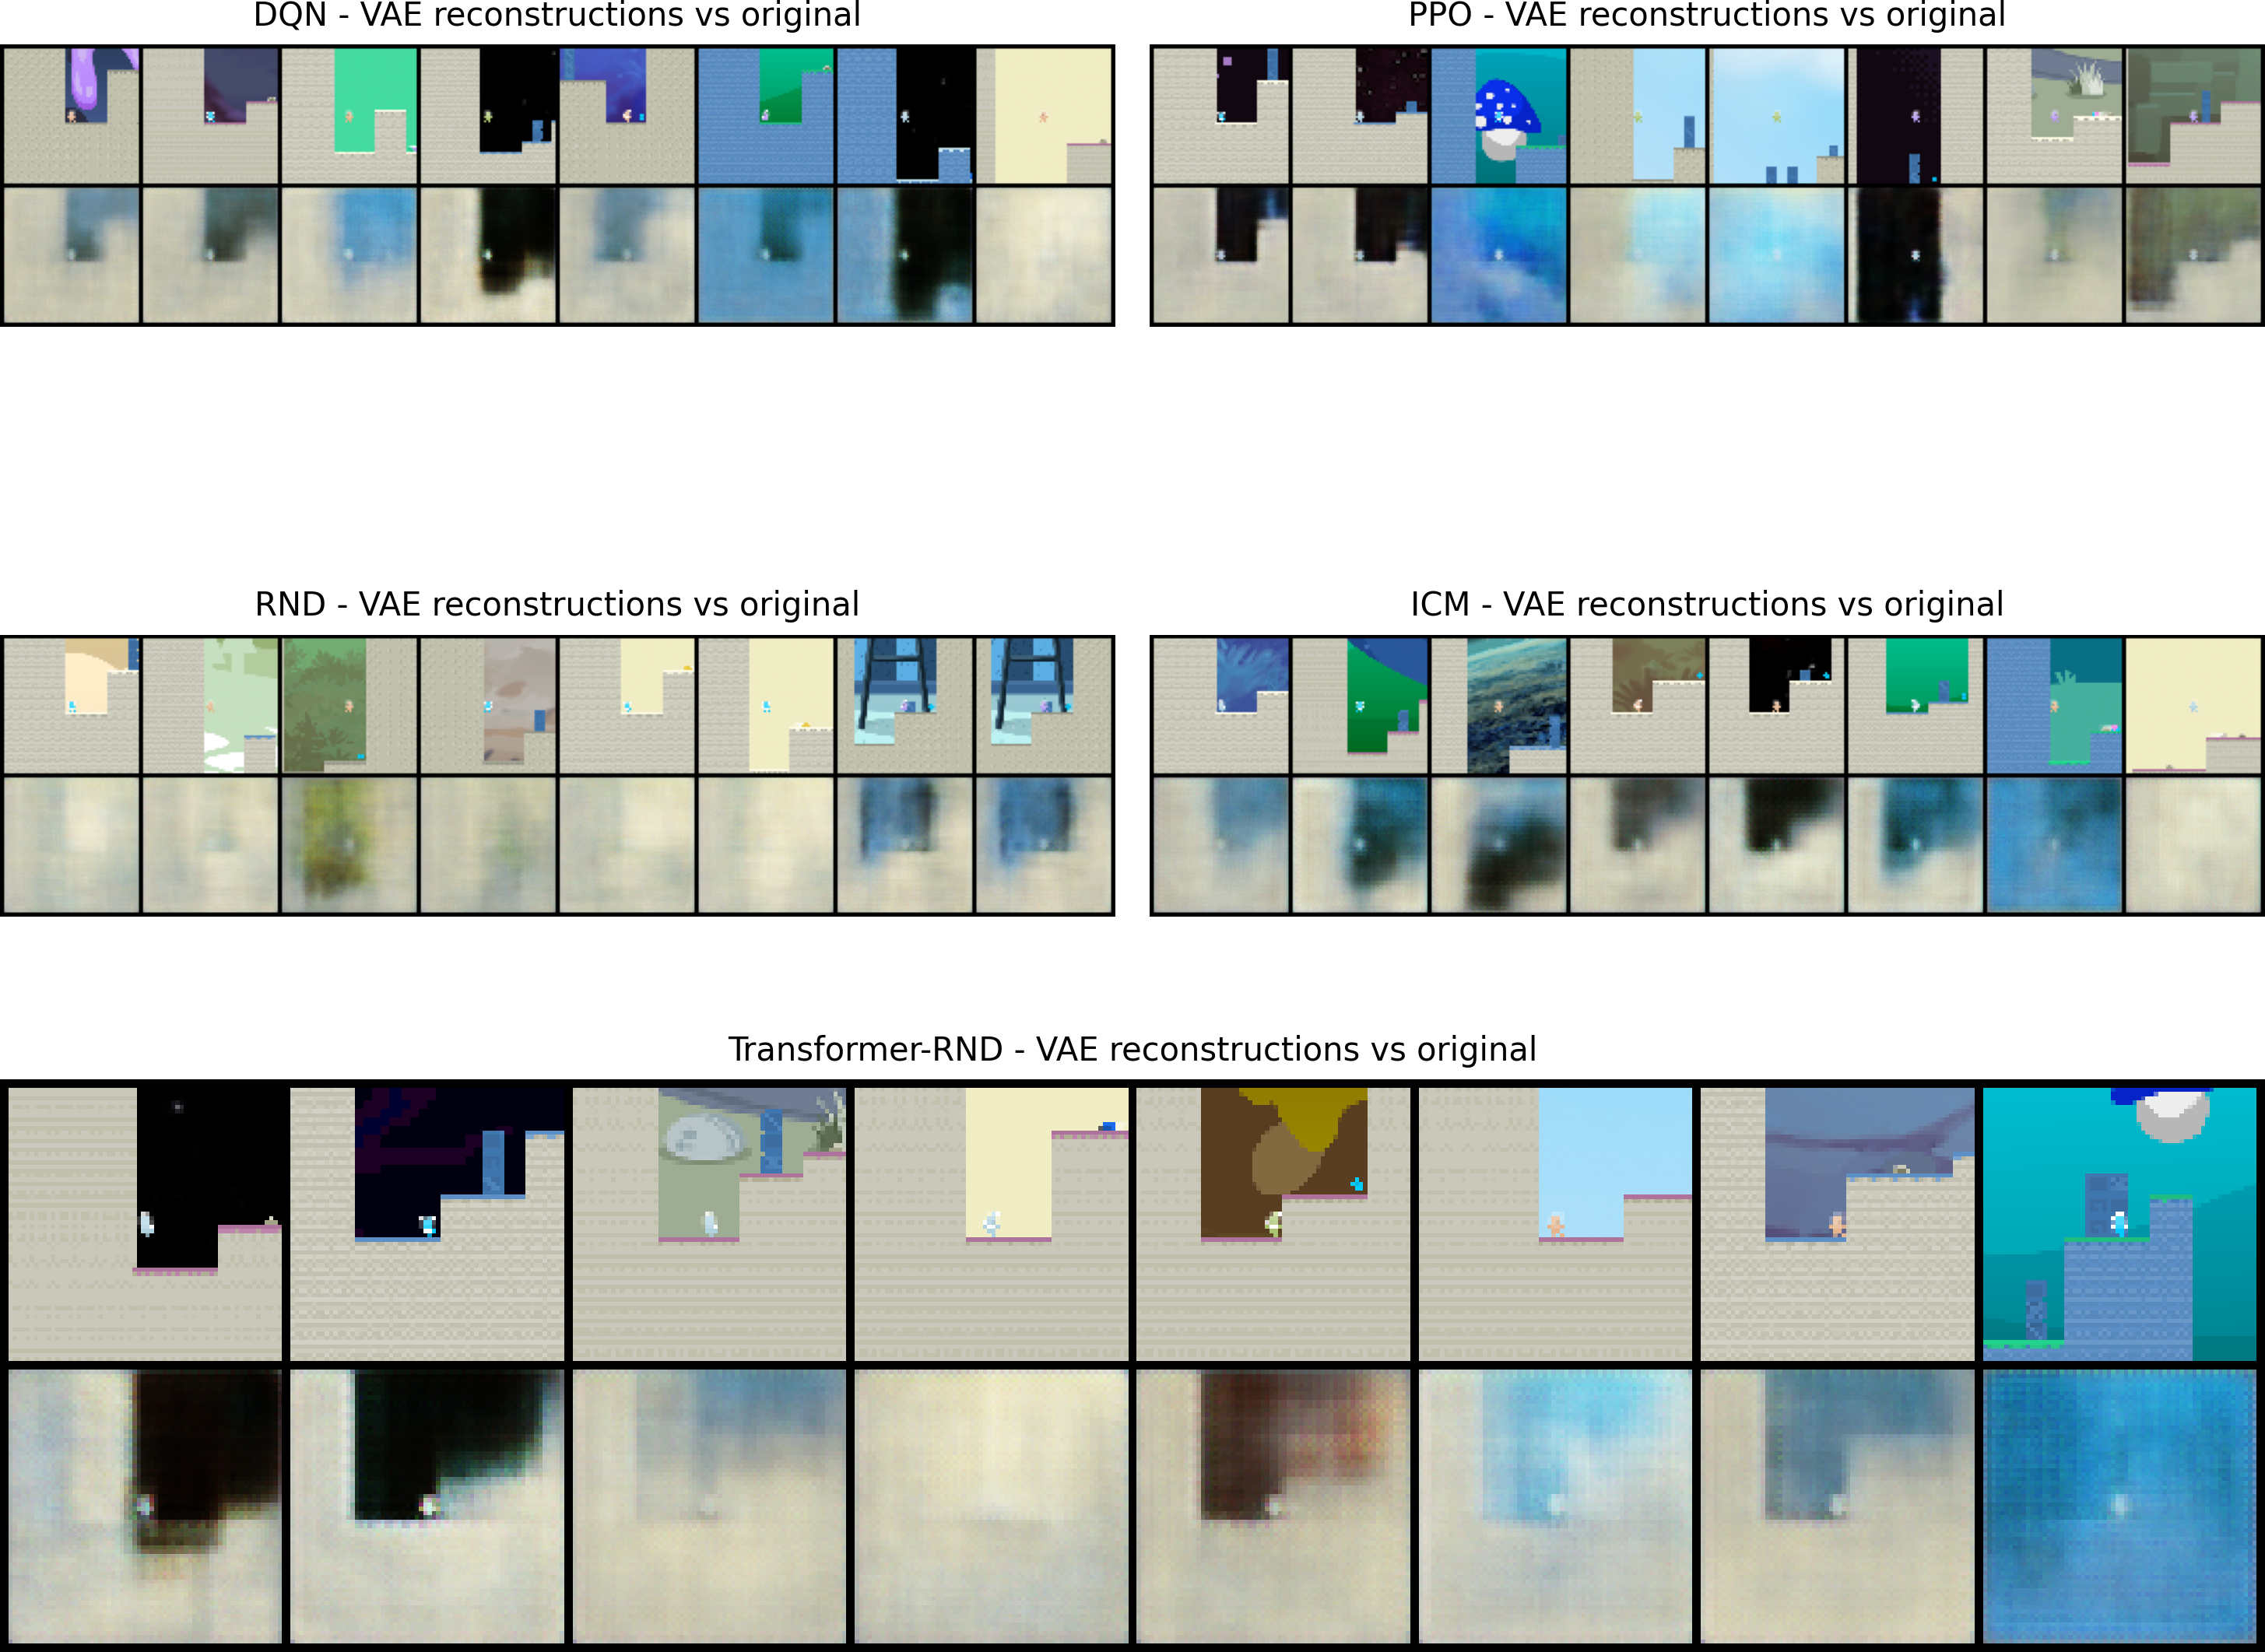 DQN - VAE reconstructions vs original
PPO - VAE reconstructions vs original
RND - VAE reconstructions vs original
ICM - VAE reconstructions vs original
Transformer-RND - VAE reconstructions vs original